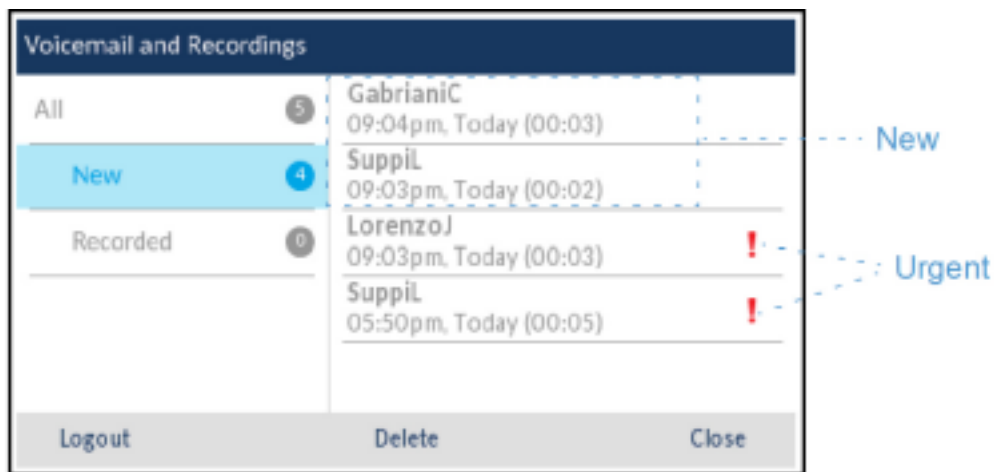 Voicemail and Recordings
All 5
New 4
Recorded 0
GabrianiC
09:04pm, Today (00:03)
SuppiL
09:03pm, Today (00:02)
LorenzoJ
09:03pm, Today (00:03) !
SuppiL
05:50pm, Today (00:05) !
New
Urgent
Logout Delete Close